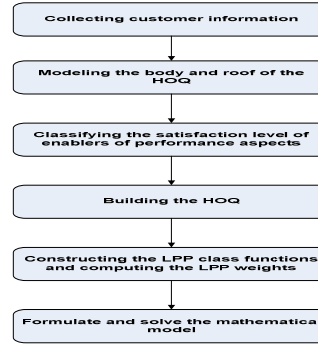 Collecting customer information
Modeling the body and roof of the
HOQ
Classifying the satisfaction level of
enablers of performance aspects
Building the HOQ
Constructing the LPP class functions
and computing the LPP weights
Formulate and solve the mathematica
model